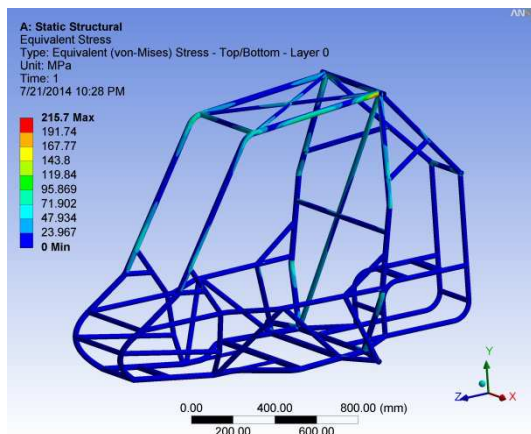 AN
A: Static Structural
Equivalent Stress
Type: Equivalent (von-Mises) Stress - Top/Bottom - Layer 0
Unit: MPa
Time: 1
7/21/2014 10:28 PM
215.7 Max
191.74
167.77
143.8
119.84
95.869
71.902
47.934
23.967
0 Min
Y
Z
X
0.00 400.00 800.00 (mm)
200.00 600.00